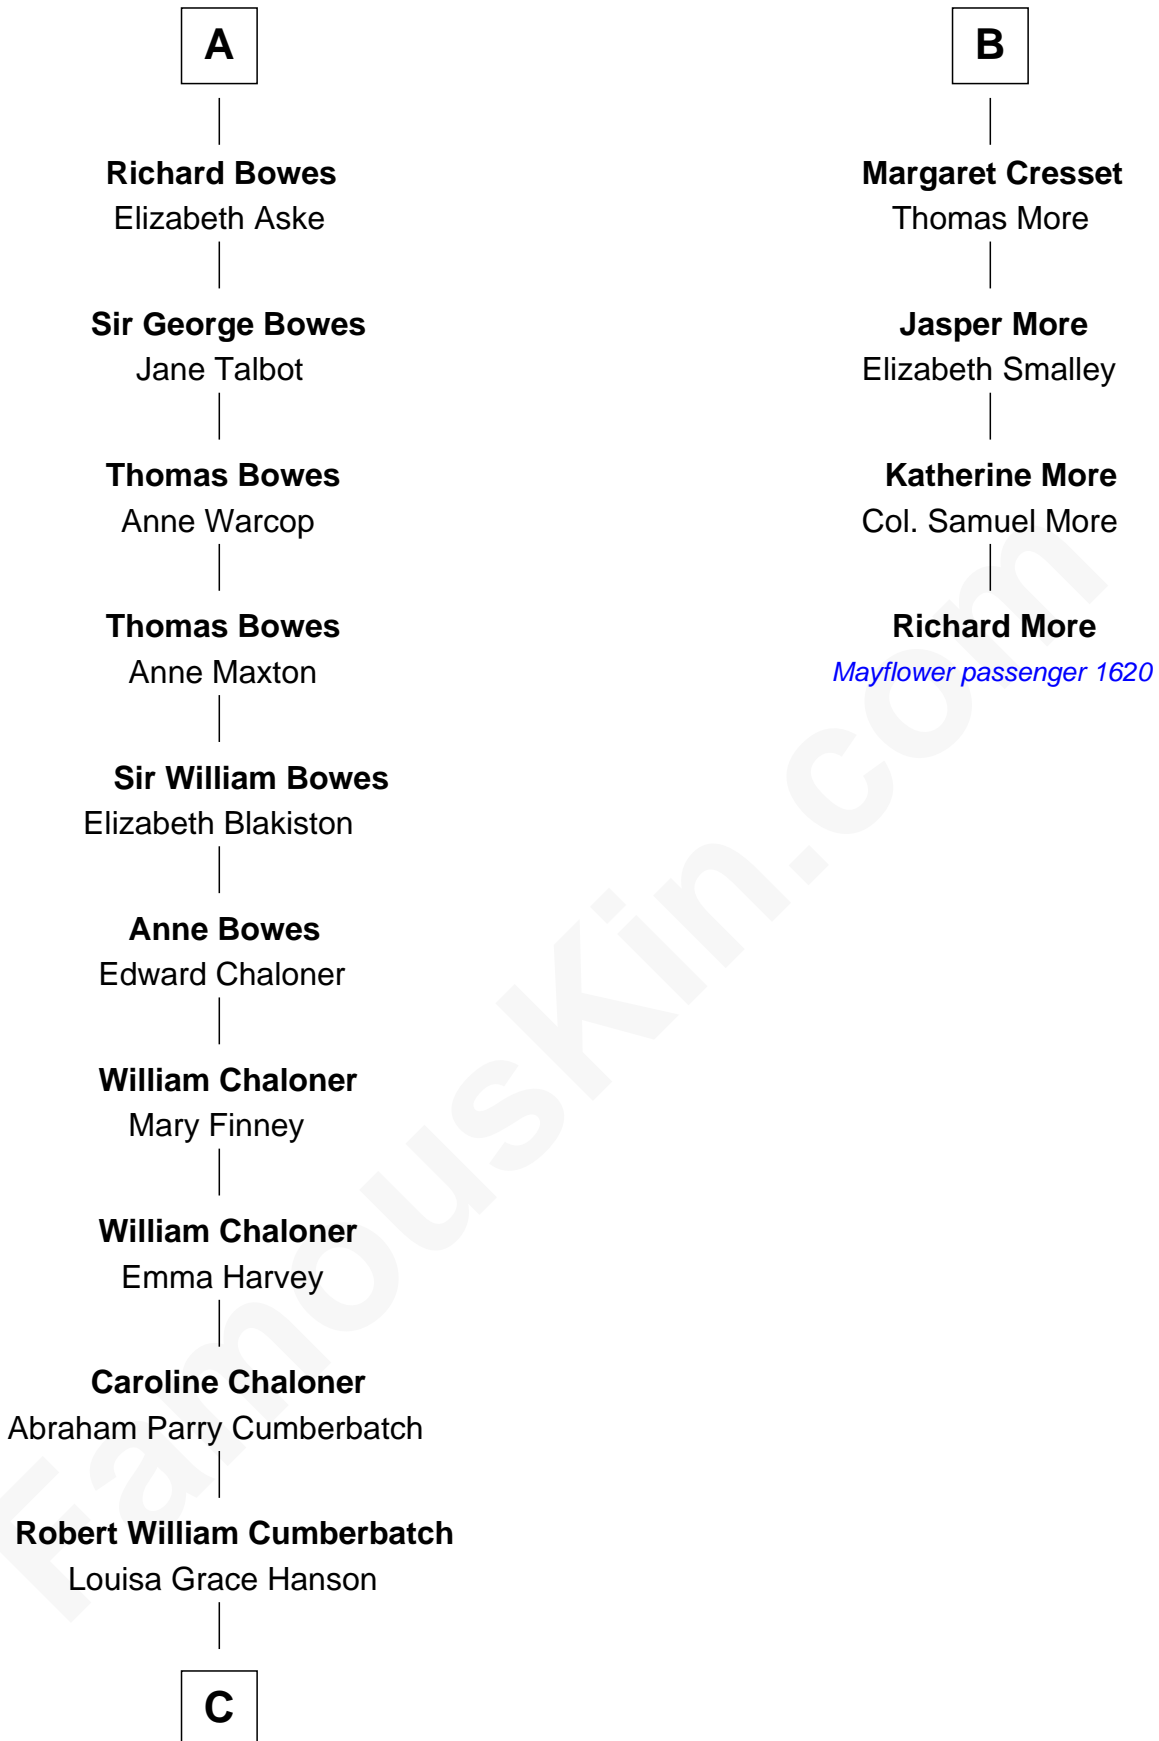 A
Richard Bowes
Elizabeth Aske
Sir George Bowes
Jane Talbot
Thomas Bowes
Anne Warcop
Thomas Bowes
Anne Maxton
Sir William Bowes
Elizabeth Blakiston
Anne Bowes
Edward Chaloner
William Chaloner
Mary Finney
William Chaloner
Emma Harvey
Caroline Chaloner
Abraham Parry Cumberbatch
Robert William Cumberbatch
Louisa Grace Hanson
C
B
Margaret Cresset
Thomas More
Jasper More
Elizabeth Smalley
Katherine More
Col. Samuel More
Richard More
Mayflower passenger 1620
FamousKin.com